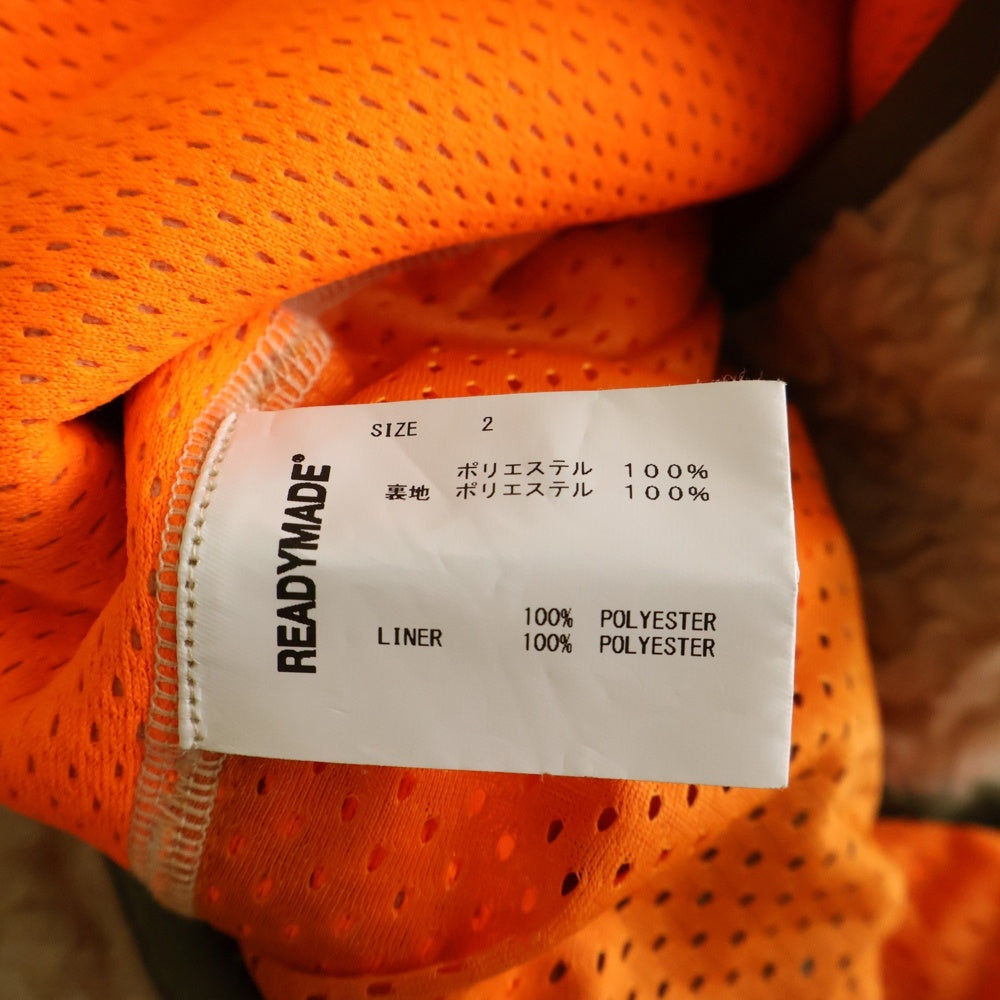 READYMADE®
SIZE 2
ポリエステル 100%
裏地 ポリエステル 100%
100% POLYESTER
LINER 100% POLYESTER